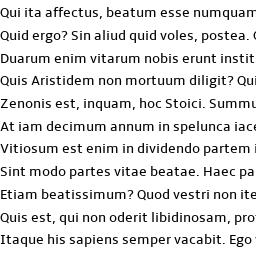 Qui ita affectus, beatum esse numquam
Quid ergo? Sin aliud quid voles, postea.
Duarum enim vitarum nobis erunt instit
Quis Aristidem non mortuum diligit? Qui
Zenonis est, inquam, hoc Stoici. Summu
At iam decimum annum in spelunca iace
Vitiosum est enim in dividendo partem i
Sint modo partes vitae beatae. Haec pa
Etiam beatissimum? Quod vestri non ite
Quis est, qui non oderit libidinosam, pro
Itaque his sapiens semper vacabit. Ego